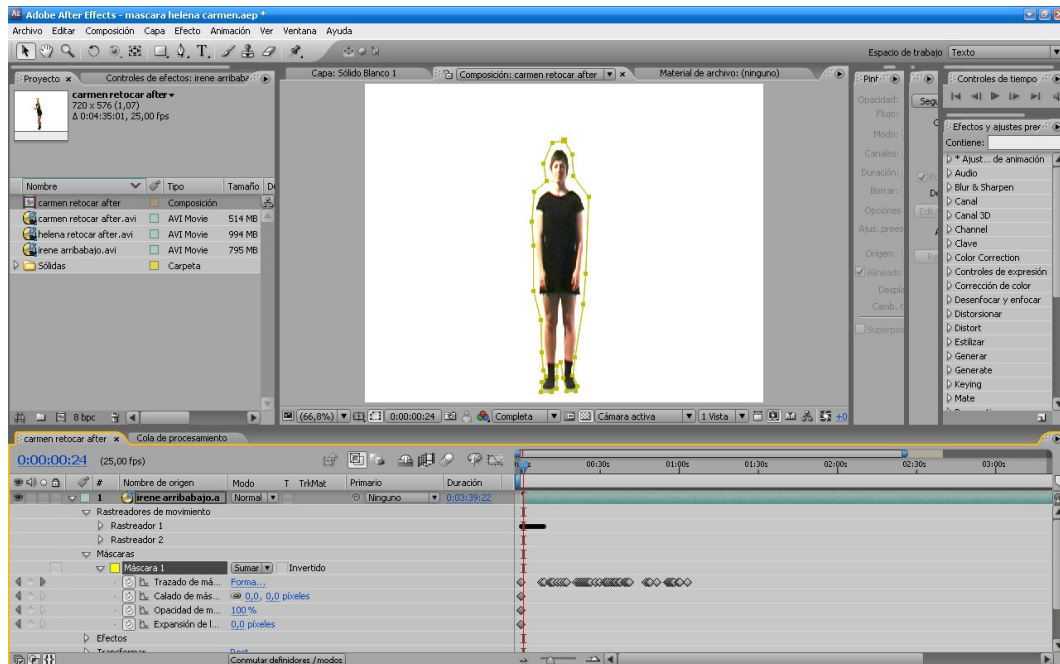 Adobe After Effects - mascara helena carmen.aep *
Archivo Editar Composición Capa Efecto Animación Ver Ventana Ayuda
Espacio de trabajo Texto
Proyecto Controles de efectos: irene arribaba
carmen retocar after
720 x 576 (1,07)
Δ 0:04:35:01, 25,00 fps
Nombre Tipo Tamaño
carmen retocar after Composición
carmen retocar after.avi AVI Movie 514 MB
helena retocar after.avi AVI Movie 994 MB
irene arribabajo.avi AVI Movie 795 MB
Sólidas Carpeta
8 bpc
Capa: Sólido Blanco 1 Composición: carmen retocar after Material de archivo: (ninguno)
(66,8%) 0:00:00:24 Completa Cámara activa 1 Vista +0
Pint
Opacidad:
Flujo:
Modo:
Canales:
Duración:
Borrar:
Opciones
Ajus. prees
Origen:
Alineado
Despla
Camb. t
Superpos
Segu
Edita
Re
Controles de tiempo
Efectos y ajustes pre
Contiene:
* Ajust... de animación
Audio
Blur & Sharpen
Canal
Canal 3D
Channel
Clave
Color Correction
Controles de expresión
Corrección de color
Desenfocar y enfocar
Distorsionar
Distort
Estilizar
Generar
Generate
Keying
Mate
carmen retocar after Cola de procesamiento
0:00:00:24 (25,00 fps)
00:30s 01:00s 01:30s 02:00s 02:30s 03:00s
# Nombre de origen Modo T TrkMat Primario Duración
1 irene arribabajo.a Normal Ninguno 0:03:39:22
Rastreadores de movimiento
Rastreador 1
Rastreador 2
Máscaras
Máscara 1 Sumar Invertido
Trazado de má... Forma...
Calado de más... 0,0, 0,0 píxeles
Opacidad de m... 100 %
Expansión de l... 0,0 píxeles
Efectos
Conmutar definidores / modos